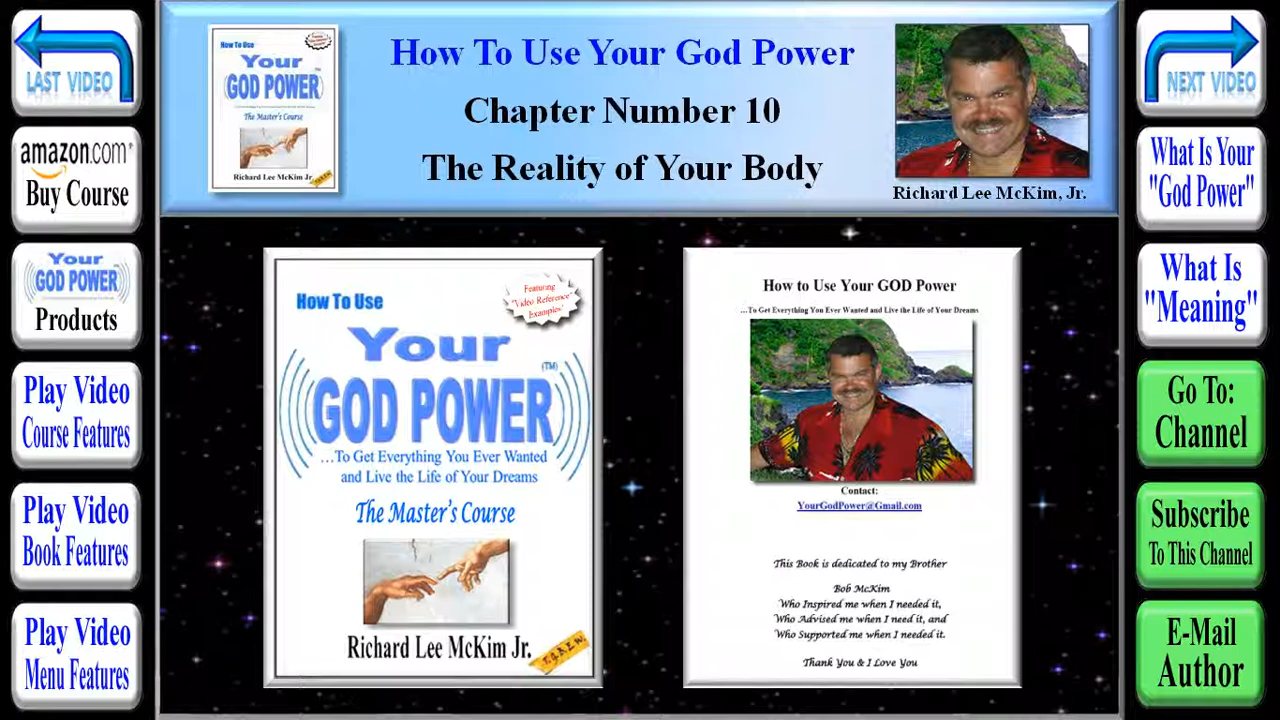 LAST VIDEO
amazon.com
Buy Course
Your
GOD POWER
Products
Play Video
Course Features
Play Video
Book Features
Play Video
Menu Features
How To Use
Your
GOD POWER
The Master's Course
Richard Lee McKim Jr.
How To Use Your God Power
Chapter Number 10
The Reality of Your Body
Richard Lee McKim, Jr.
How To Use
Featuring
"Video Reference"
Examples
Your
(TM)
GOD POWER
...To Get Everything You Ever Wanted
and Live the Life of Your Dreams
The Master's Course
Richard Lee McKim Jr.
How to Use Your GOD Power
...To Get Everything You Ever Wanted and Live the Life of Your Dreams
Contact:
YourGodPower@Gmail.com
This Book is dedicated to my Brother
Bob McKim
Who Inspired me when I needed it,
Who Advised me when I need it, and
Who Supported me when I needed it.
Thank You & I Love You
NEXT VIDEO
What Is Your
"God Power"
What Is
"Meaning"
Go To:
Channel
Subscribe
To This Channel
E-Mail
Author